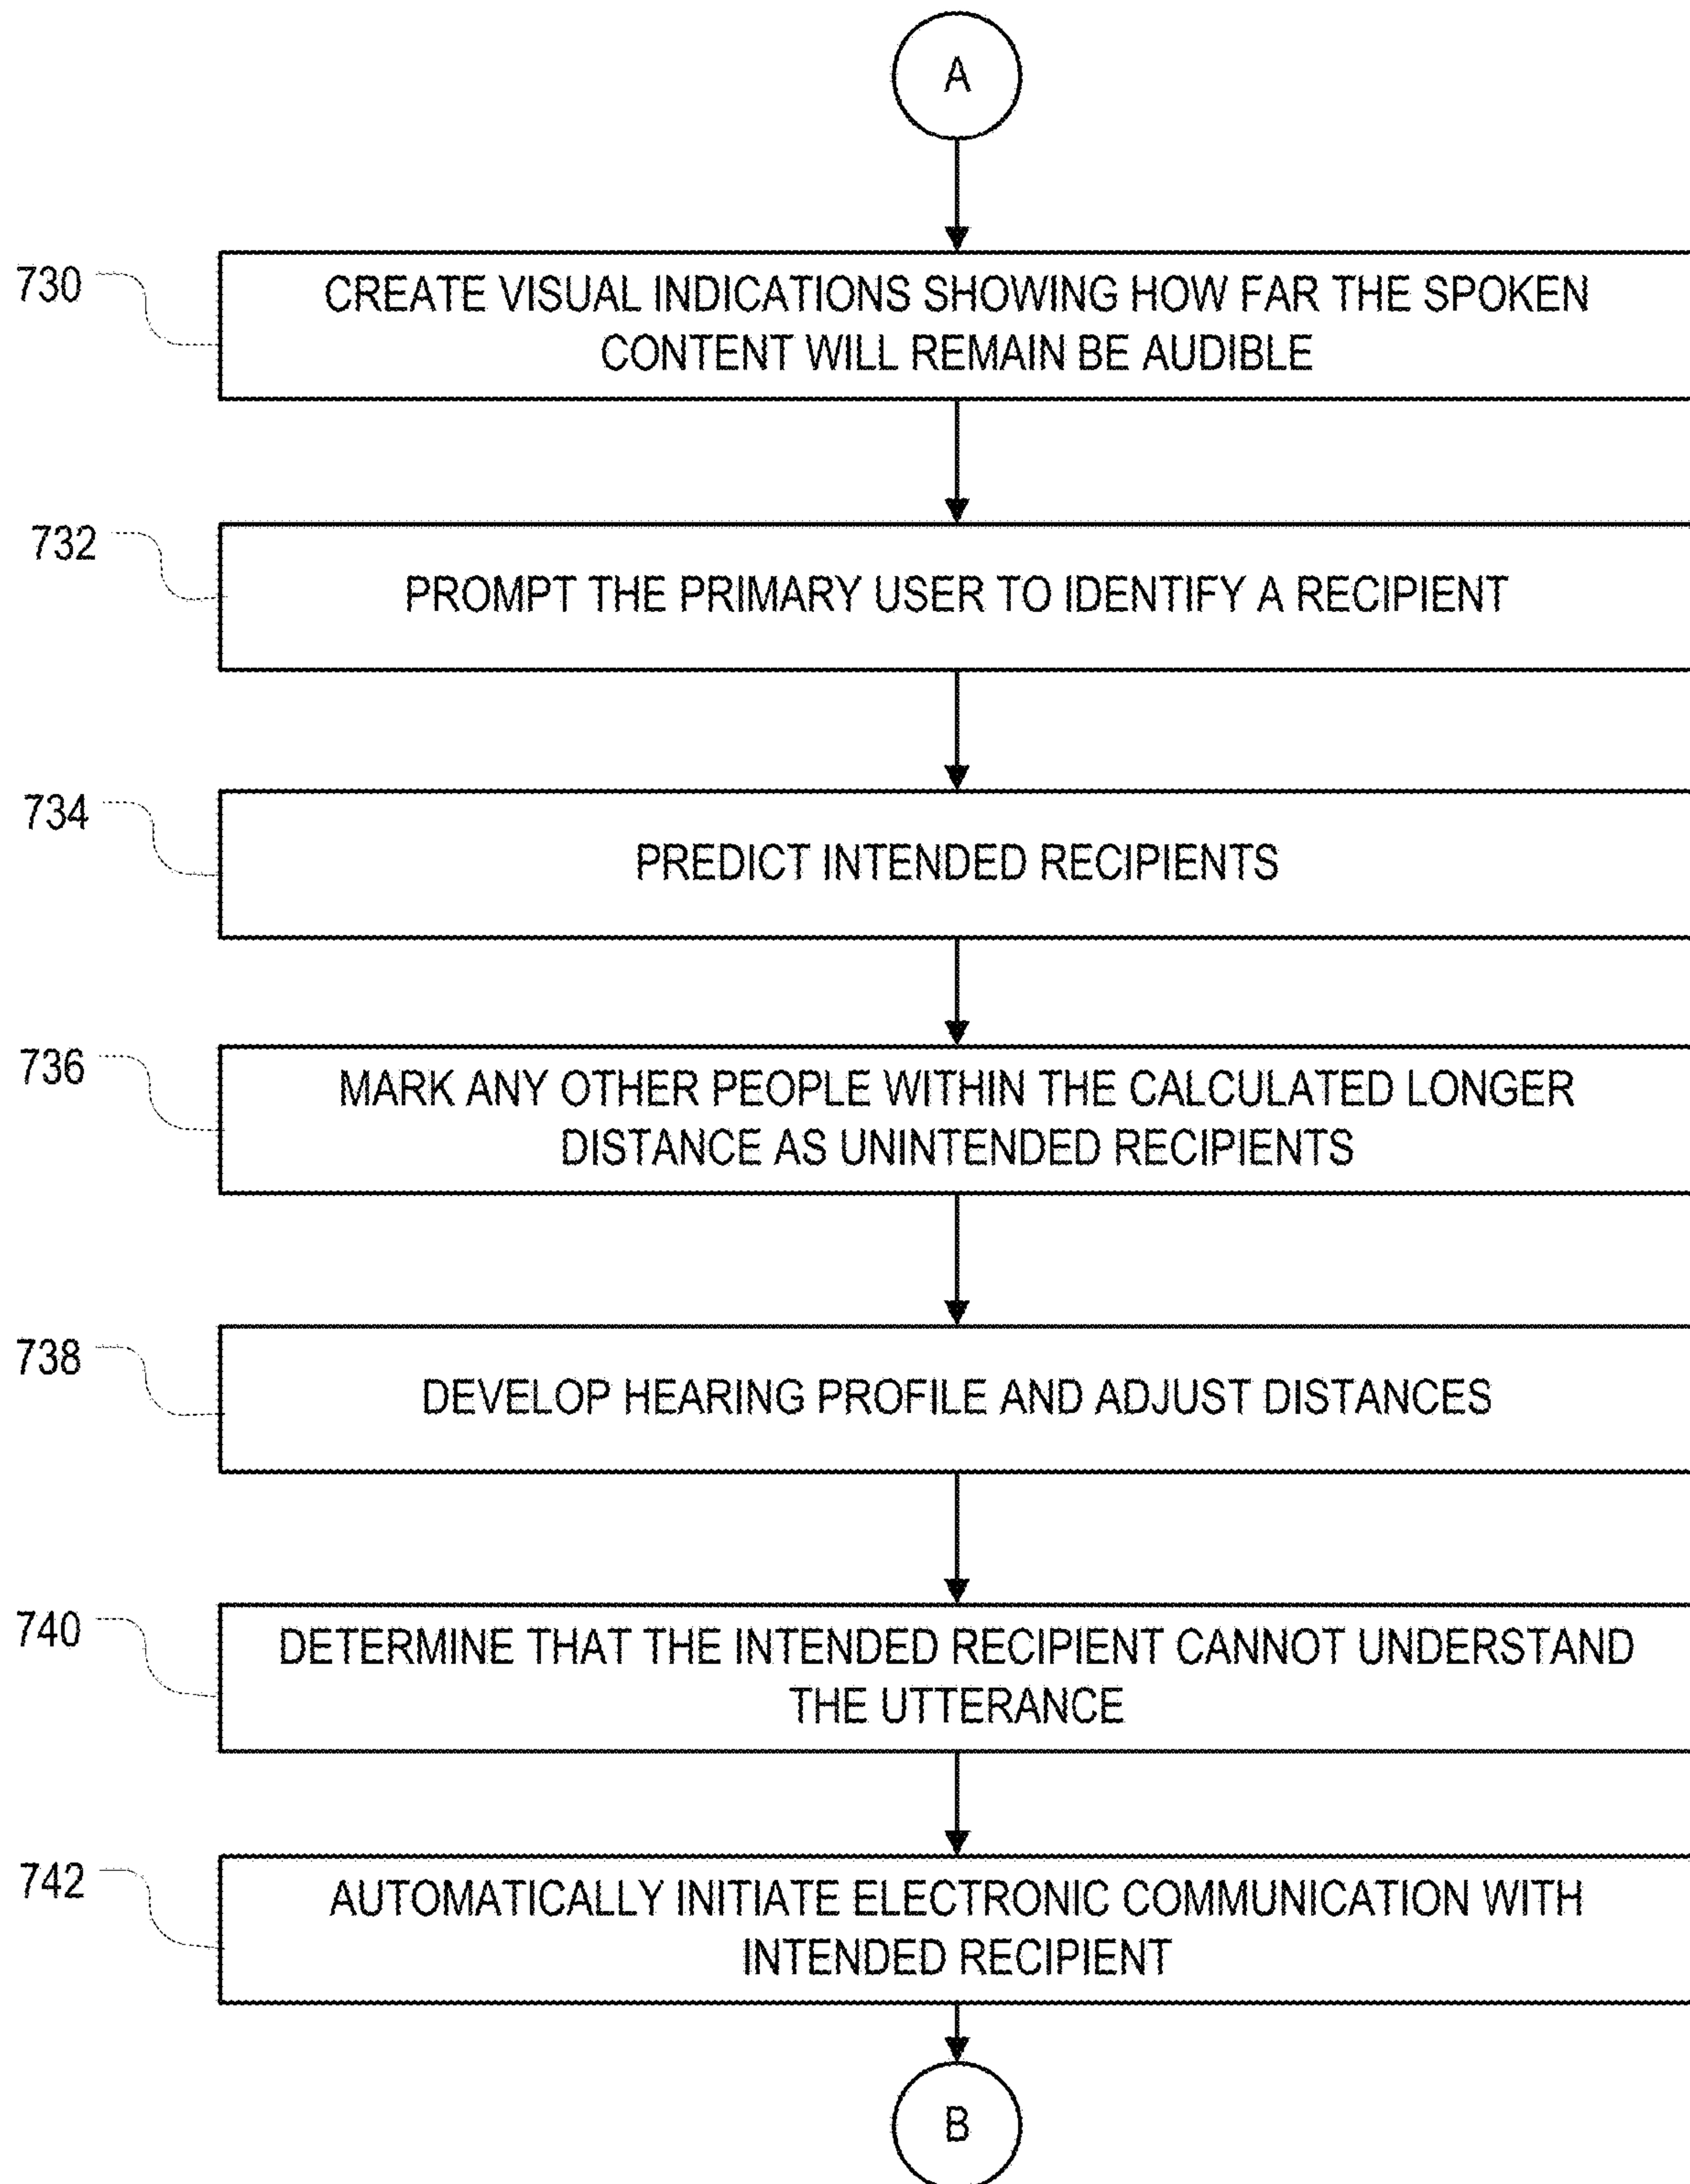 A
730
CREATE VISUAL INDICATIONS SHOWING HOW FAR THE SPOKEN
CONTENT WILL REMAIN BE AUDIBLE
732
PROMPT THE PRIMARY USER TO IDENTIFY A RECIPIENT
734
PREDICT INTENDED RECIPIENTS
736
MARK ANY OTHER PEOPLE WITHIN THE CALCULATED LONGER
DISTANCE AS UNINTENDED RECIPIENTS
738
DEVELOP HEARING PROFILE AND ADJUST DISTANCES
740
DETERMINE THAT THE INTENDED RECIPIENT CANNOT UNDERSTAND
THE UTTERANCE
742
AUTOMATICALLY INITIATE ELECTRONIC COMMUNICATION WITH
INTENDED RECIPIENT
B